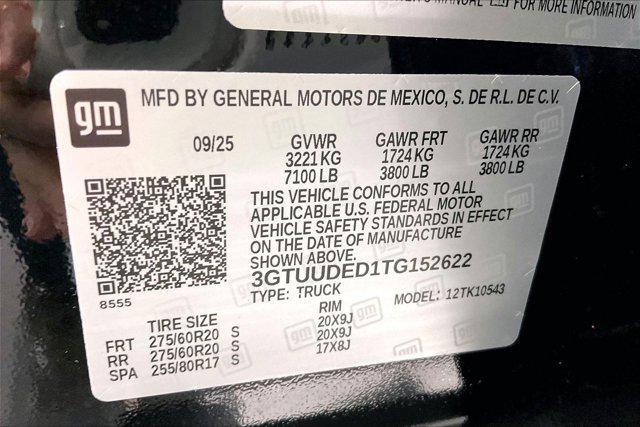 FOR MORE INFORMATION
gm
MFD BY GENERAL MOTORS DE MEXICO, S. DE R.L. DE C.V.
09/25 GVWR GAWR FRT GAWR RR
3221 KG 1724 KG 1724 KG
7100 LB 3800 LB 3800 LB
THIS VEHICLE CONFORMS TO ALL
APPLICABLE U.S. FEDERAL MOTOR
VEHICLE SAFETY STANDARDS IN EFFECT
ON THE DATE OF MANUFACTURE
SHOWN ABOVE.
3GTUUDED1TG152622
8555 TYPE: TRUCK MODEL: 12TK10543
TIRE SIZE RIM
FRT 275/60R20 S 20X9J
RR 275/60R20 S 20X9J
SPA 255/80R17 S 17X8J